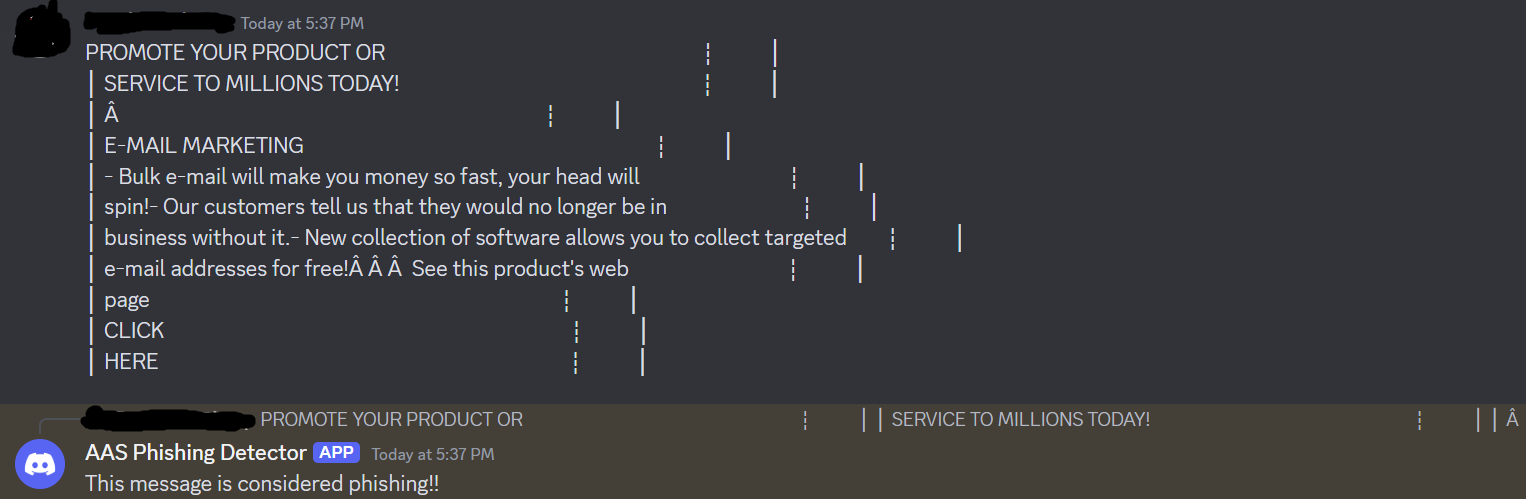 Today at 5:37 PM
PROMOTE YOUR PRODUCT OR ┊ │
│ SERVICE TO MILLIONS TODAY! ┊ │
│ Â ┊ │
│ E-MAIL MARKETING ┊ │
│ - Bulk e-mail will make you money so fast, your head will ┊ │
│ spin!- Our customers tell us that they would no longer be in ┊ │
│ business without it.- New collection of software allows you to collect targeted ┊ │
│ e-mail addresses for free!Â Â Â See this product's web ┊ │
│ page ┊ │
│ CLICK ┊ │
│ HERE ┊ │
PROMOTE YOUR PRODUCT OR ┊ │ │ SERVICE TO MILLIONS TODAY! ┊ │ │ Â
AAS Phishing Detector APP Today at 5:37 PM
This message is considered phishing!!